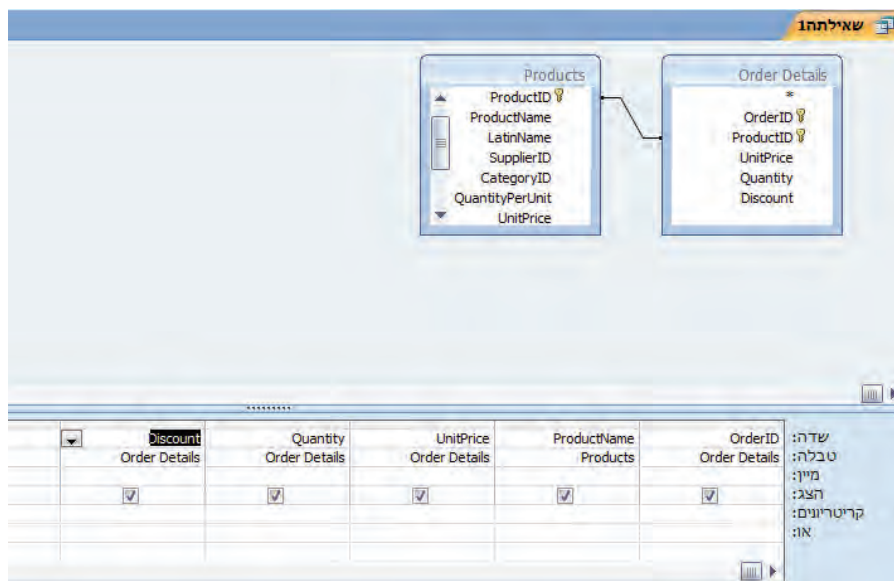 שאילתה1
Order Details
*
OrderID
ProductID
UnitPrice
Quantity
Discount
Products
ProductID
ProductName
LatinName
SupplierID
CategoryID
QuantityPerUnit
UnitPrice
שדה: OrderID ProductName UnitPrice Quantity Discount
טבלה: Order Details Products Order Details Order Details Order Details
מיין:
הצג:
קריטריונים:
או: